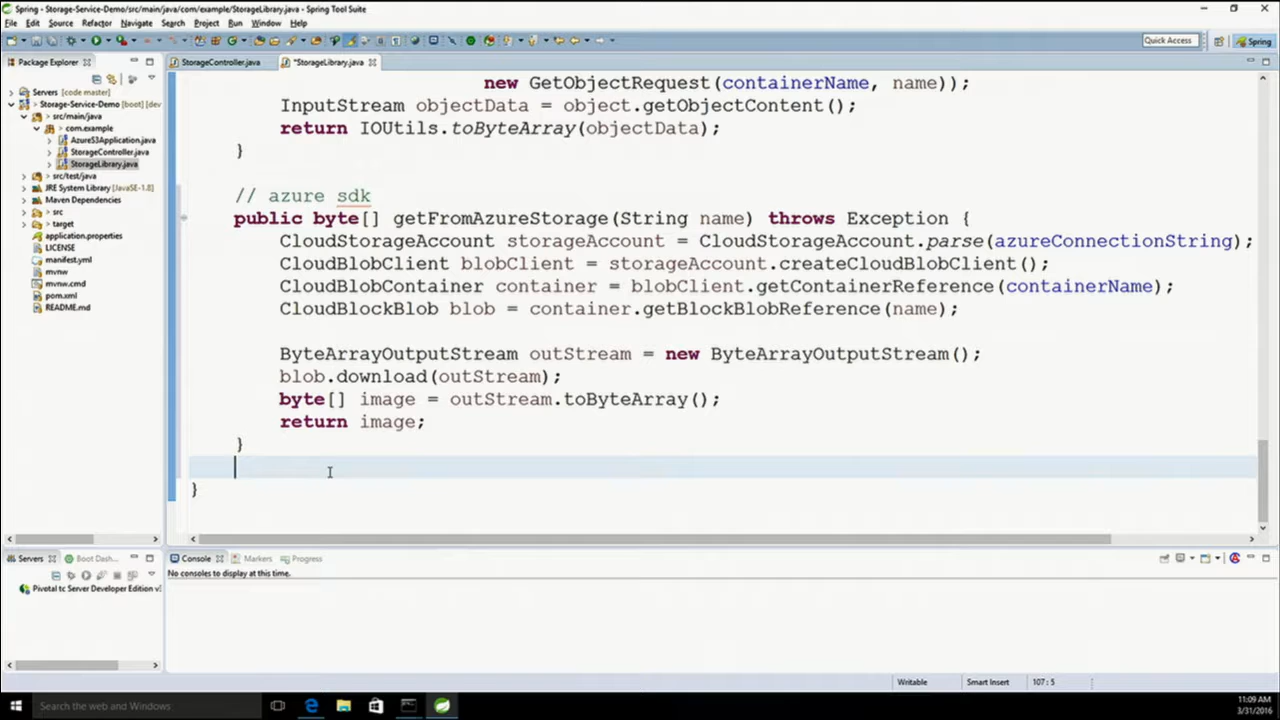 Spring - Storage-Service-Demo/src/main/java/com/example/StorageLibrary.java - Spring Tool Suite
File Edit Source Refactor Navigate Search Project Run Window Help
Quick Access Spring
Package Explorer StorageController.java *StorageLibrary.java
Servers (code master)
Storage-Service-Demo [boot] [dev
src/main/java
com.example
AzureS3Application.java
StorageController.java
StorageLibrary.java
src/test/java
JRE System Library [JavaSE-1.8]
Maven Dependencies
src
target
application.properties
LICENSE
manifest.yml
mvnw
mvnw.cmd
pom.xml
README.md
new GetObjectRequest(containerName, name));
InputStream objectData = object.getObjectContent();
return IOUtils.toByteArray(objectData);
}
// azure sdk
public byte[] getFromAzureStorage(String name) throws Exception {
CloudStorageAccount storageAccount = CloudStorageAccount.parse(azureConnectionString);
CloudBlobClient blobClient = storageAccount.createCloudBlobClient();
CloudBlobContainer container = blobClient.getContainerReference(containerName);
CloudBlockBlob blob = container.getBlockBlobReference(name);
ByteArrayOutputStream outStream = new ByteArrayOutputStream();
blob.download(outStream);
byte[] image = outStream.toByteArray();
return image;
}
}
Servers Boot Dash...
Pivotal tc Server Developer Edition v3
Console Markers Progress
No consoles to display at this time.
Writable Smart Insert 107 : 5
Search the web and Windows
11:09 AM
3/31/2016